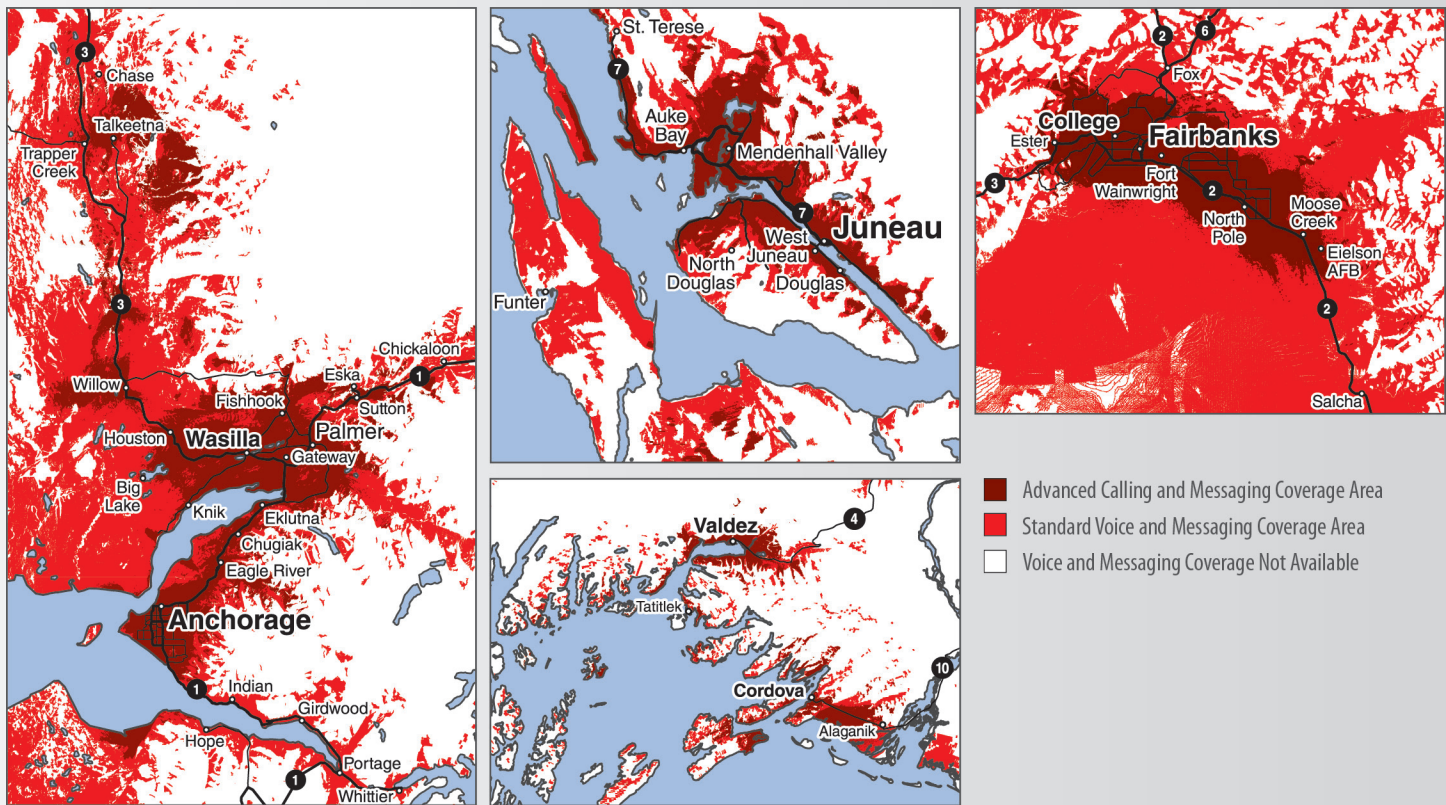 3
Chase
Talkeetna
Trapper
Creek
3
Chickaloon
1
Willow
Eska
Fishhook
Sutton
Houston
Wasilla
Palmer
Gateway
Big
Lake
Knik
Eklutna
Chugiak
Eagle River
Anchorage
1
Indian
Girdwood
Hope
Portage
1
Whittier
St. Terese
7
Auke
Bay
Mendenhall Valley
7
Juneau
West
Juneau
North
Douglas
Douglas
Funter
Valdez
4
Tatitlek
10
Cordova
Alaganik
2
6
Fox
College
Fairbanks
Ester
3
Fort
Wainwright
2
North
Pole
Moose
Creek
Eielson
AFB
2
Salcha
Advanced Calling and Messaging Coverage Area
Standard Voice and Messaging Coverage Area
Voice and Messaging Coverage Not Available